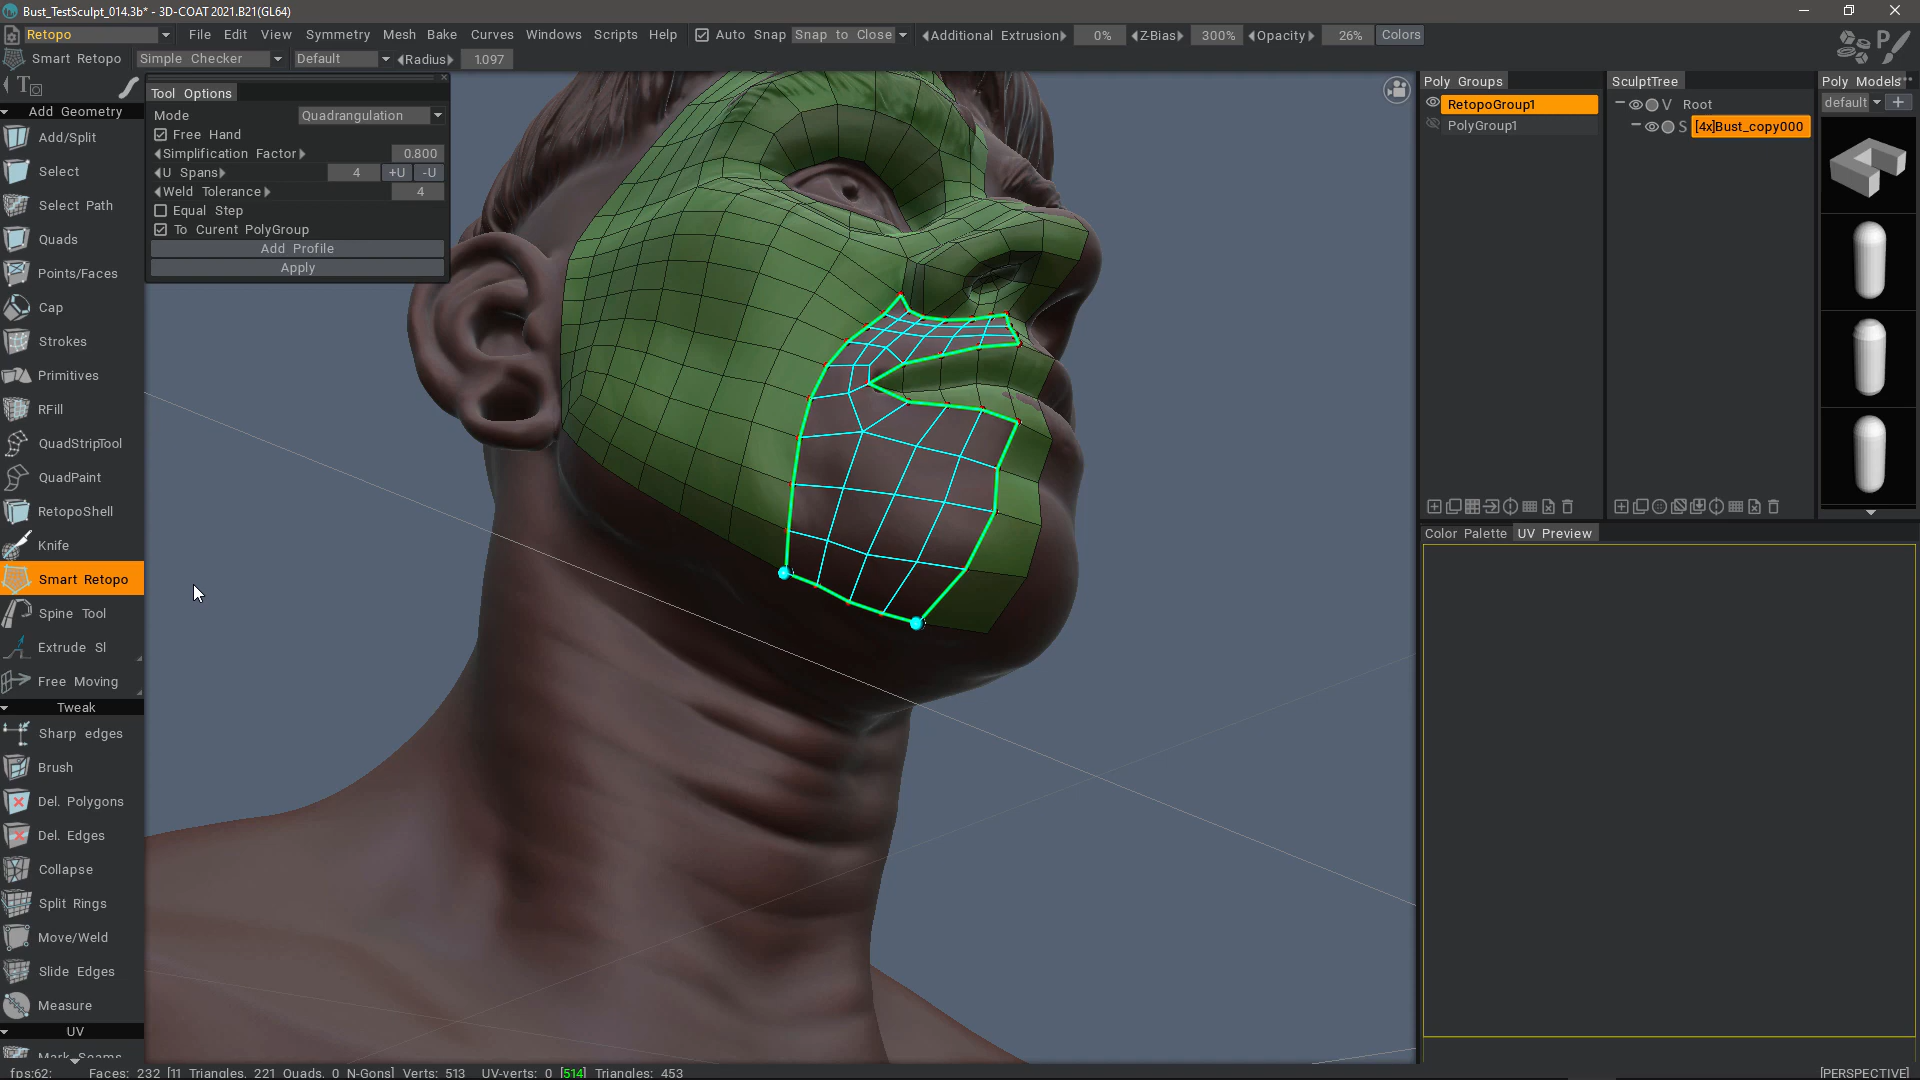 Bust_TestSculpt_014.3b* - 3D-COAT 2021.B21(GL64)
Retopo File Edit View Symmetry Mesh Bake Curves Windows Scripts Help Auto Snap Snap to Close Additional Extrusion 0% Z-Bias 300% Opacity 26% Colors
Smart Retopo Simple Checker Default Radius 1.097
Add Geometry
Add/Split
Select
Select Path
Quads
Points/Faces
Cap
Strokes
Primitives
RFill
QuadStripTool
QuadPaint
RetopoShell
Knife
Smart Retopo
Spine Tool
Extrude Sl
Free Moving
Tweak
Sharp edges
Brush
Del. Polygons
Del. Edges
Collapse
Split Rings
Move/Weld
Slide Edges
Measure
UV
Mark Seams
Tool Options
Mode Quadrangulation
Free Hand
Simplification Factor 0.800
U Spans 4 +U -U
Weld Tolerance 4
Equal Step
To Curent PolyGroup
Add Profile
Apply
Poly Groups
RetopoGroup1
PolyGroup1
SculptTree
V Root
S [4x]Bust_copy000
Poly Models
default +
Color Palette UV Preview
fps:62: Faces: 232 [11 Triangles, 221 Quads, 0 N-Gons] Verts: 513 UV-verts: 0 [514] Triangles: 453 [PERSPECTIVE]